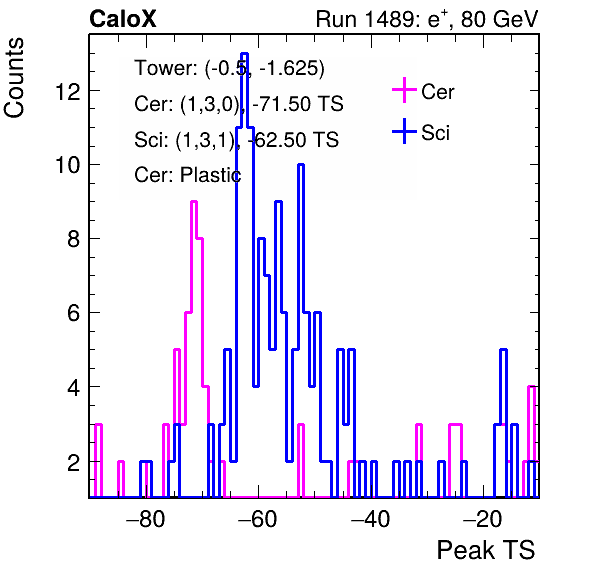 CaloX Run 1489: e⁺, 80 GeV
Counts
Tower: (-0.5, -1.625)
Cer: (1,3,0), -71.50 TS
Sci: (1,3,1), -62.50 TS
Cer: Plastic
Cer
Sci
12
10
8
6
4
2
−80 −60 −40 −20
Peak TS